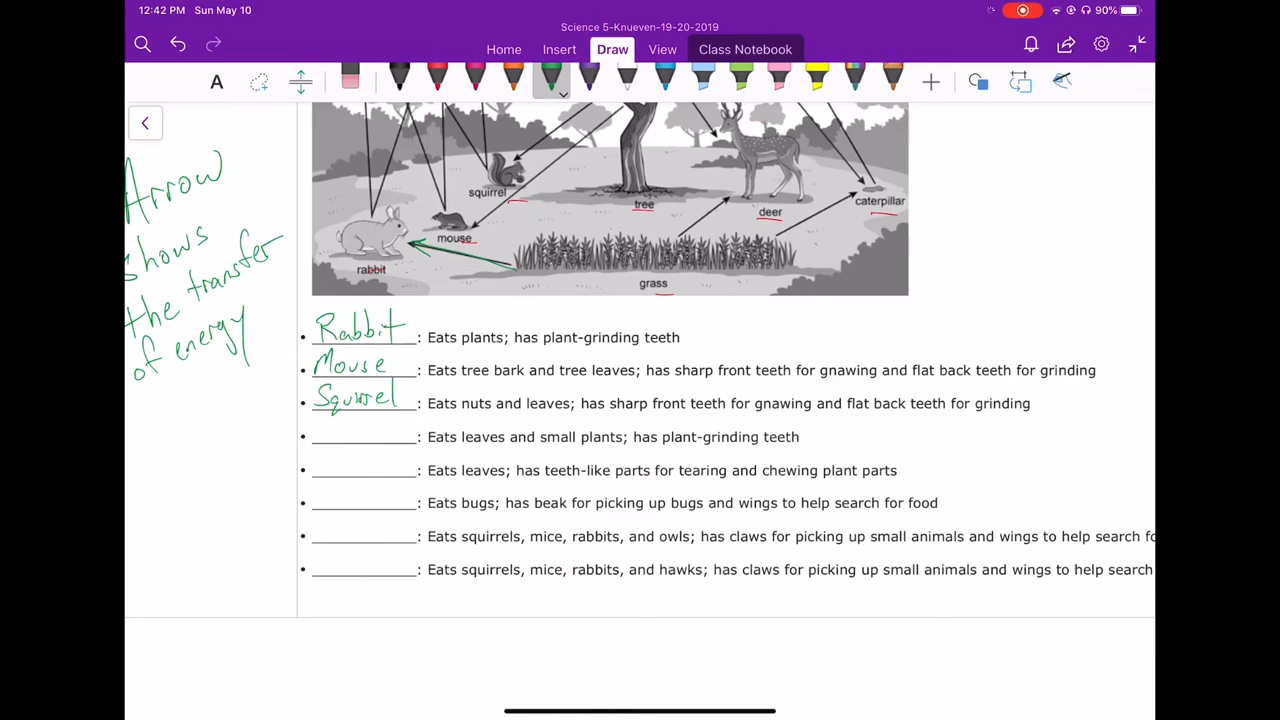 12:42 PM Sun May 10
90%
Science 5-Knueven-19-20-2019
Home Insert Draw View Class Notebook
A
Arrow
shows
the transfer
of energy
squirrel
tree
deer
caterpillar
mouse
rabbit
grass
• Rabbit: Eats plants; has plant-grinding teeth
• Mouse: Eats tree bark and tree leaves; has sharp front teeth for gnawing and flat back teeth for grinding
• Squirrel: Eats nuts and leaves; has sharp front teeth for gnawing and flat back teeth for grinding
• ____________: Eats leaves and small plants; has plant-grinding teeth
• ____________: Eats leaves; has teeth-like parts for tearing and chewing plant parts
• ____________: Eats bugs; has beak for picking up bugs and wings to help search for food
• ____________: Eats squirrels, mice, rabbits, and owls; has claws for picking up small animals and wings to help search
• ____________: Eats squirrels, mice, rabbits, and hawks; has claws for picking up small animals and wings to help search